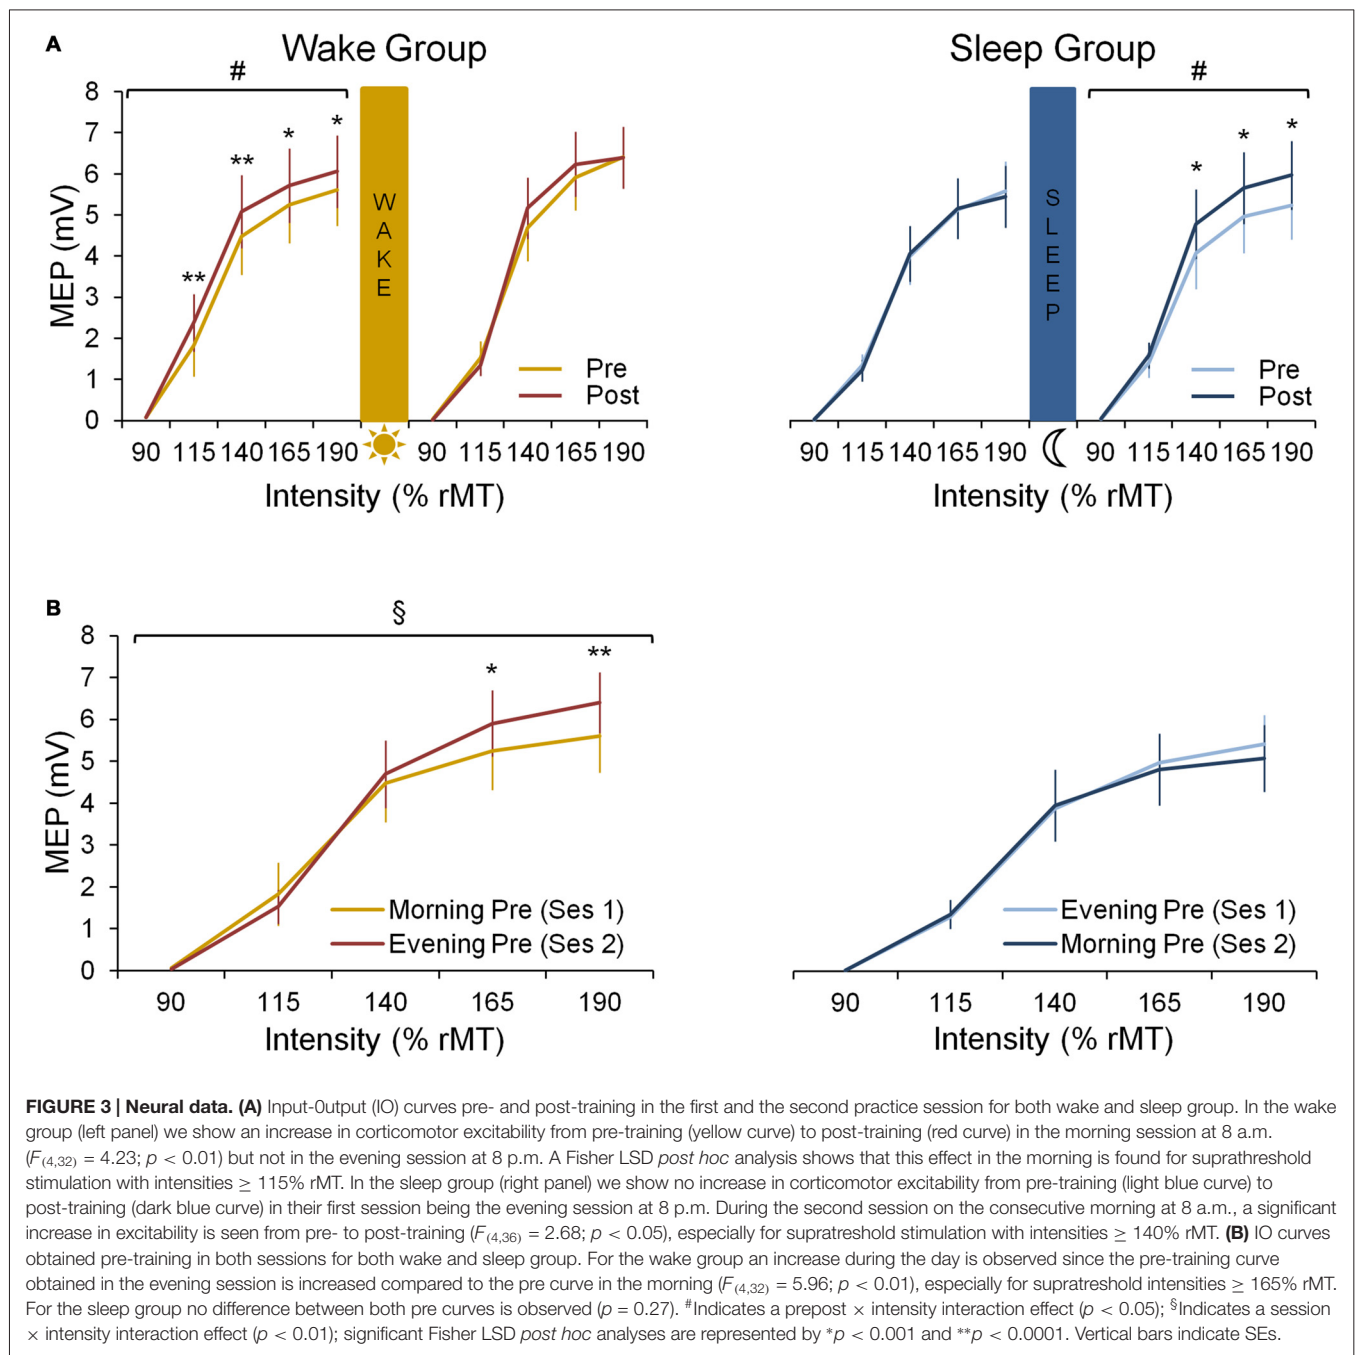 A
Wake Group
Sleep Group
#
#
8
7
6
5
4
3
2
1
0
MEP (mV)
**
**
*
*
W
A
K
E
Pre
Post
90 115 140 165 190
90 115 140 165 190
Intensity (% rMT)
S
L
E
E
P
*
*
*
Pre
Post
90 115 140 165 190
90 115 140 165 190
Intensity (% rMT)
B
§
8
7
6
5
4
3
2
1
0
MEP (mV)
*
**
Morning Pre (Ses 1)
Evening Pre (Ses 2)
90 115 140 165 190
Intensity (% rMT)
Evening Pre (Ses 1)
Morning Pre (Ses 2)
90 115 140 165 190
Intensity (% rMT)
FIGURE 3 | Neural data. (A) Input-0utput (IO) curves pre- and post-training in the first and the second practice session for both wake and sleep group. In the wake
group (left panel) we show an increase in corticomotor excitability from pre-training (yellow curve) to post-training (red curve) in the morning session at 8 a.m.
(F(4,32) = 4.23; p < 0.01) but not in the evening session at 8 p.m. A Fisher LSD post hoc analysis shows that this effect in the morning is found for suprathreshold
stimulation with intensities ≥ 115% rMT. In the sleep group (right panel) we show no increase in corticomotor excitability from pre-training (light blue curve) to
post-training (dark blue curve) in their first session being the evening session at 8 p.m. During the second session on the consecutive morning at 8 a.m., a significant
increase in excitability is seen from pre- to post-training (F(4,36) = 2.68; p < 0.05), especially for supratreshold stimulation with intensities ≥ 140% rMT. (B) IO curves
obtained pre-training in both sessions for both wake and sleep group. For the wake group an increase during the day is observed since the pre-training curve
obtained in the evening session is increased compared to the pre curve in the morning (F(4,32) = 5.96; p < 0.01), especially for supratreshold intensities ≥ 165% rMT.
For the sleep group no difference between both pre curves is observed (p = 0.27). #Indicates a prepost × intensity interaction effect (p < 0.05); §Indicates a session
× intensity interaction effect (p < 0.01); significant Fisher LSD post hoc analyses are represented by *p < 0.001 and **p < 0.0001. Vertical bars indicate SEs.